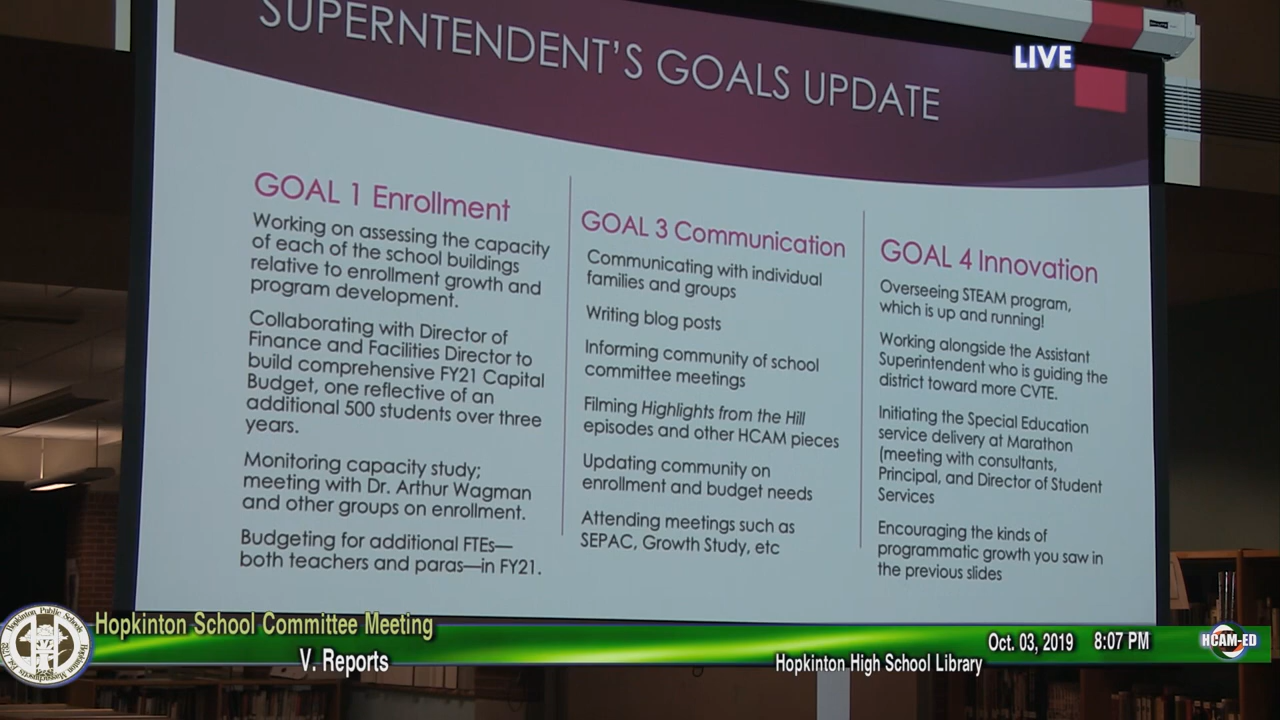 SUPERNTENDENT'S GOALS UPDATE
LIVE
GOAL 1 Enrollment
Working on assessing the capacity
of each of the school buildings
relative to enrollment growth and
program development.
Collaborating with Director of
Finance and Facilities Director to
build comprehensive FY21 Capital
Budget, one reflective of an
additional 500 students over three
years.
Monitoring capacity study;
meeting with Dr. Arthur Wagman
and other groups on enrollment.
Budgeting for additional FTEs—
both teachers and paras—in FY21.
GOAL 3 Communication
Communicating with individual
families and groups
Writing blog posts
Informing community of school
committee meetings
Filming Highlights from the Hill
episodes and other HCAM pieces
Updating community on
enrollment and budget needs
Attending meetings such as
SEPAC, Growth Study, etc
GOAL 4 Innovation
Overseeing STEAM program,
which is up and running!
Working alongside the Assistant
Superintendent who is guiding the
district toward more CVTE.
Initiating the Special Education
service delivery at Marathon
(meeting with consultants,
Principal, and Director of Student
Services
Encouraging the kinds of
programmatic growth you saw in
the previous slides
Hopkinton Public Schools
Hopkinton School Committee Meeting
V. Reports
Oct. 03, 2019 8:07 PM
Hopkinton High School Library
HCAM-ED